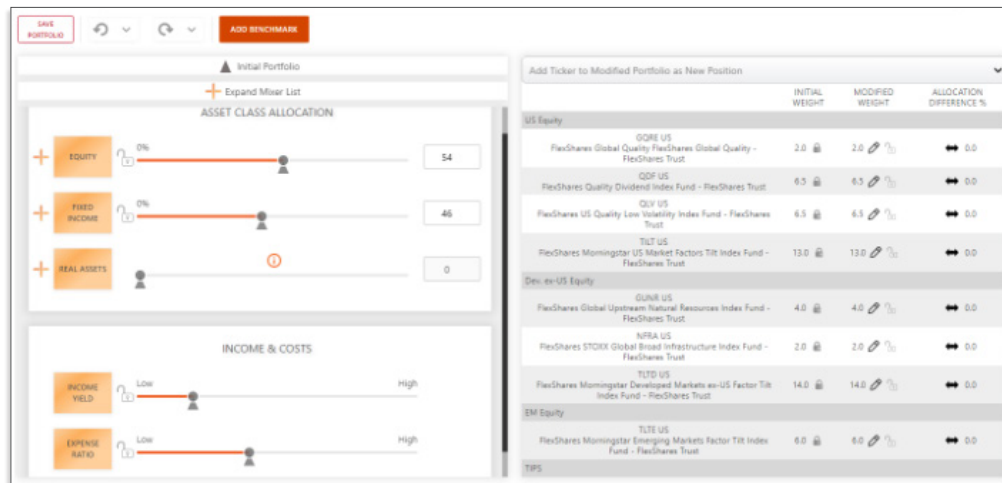 SAVE
PORTFOLIO
ADD BENCHMARK
Initial Portfolio
Expand Mixer List
ASSET CLASS ALLOCATION
EQUITY
0%
54
FIXED
INCOME
0%
46
REAL ASSETS
0
INCOME & COSTS
INCOME
YIELD
Low
High
EXPENSE
RATIO
Low
High
Add Ticker to Modified Portfolio as New Position
INITIAL
WEIGHT
MODIFIED
WEIGHT
ALLOCATION
DIFFERENCE %
US Equity
GQRE US
FlexShares Global Quality FlexShares Global Quality -
FlexShares Trust
2.0 2.0 0.0
QDF US
FlexShares Quality Dividend Index Fund - FlexShares Trust
6.5 6.5 0.0
QLV US
FlexShares US Quality Low Volatility Index Fund - FlexShares
Trust
6.5 6.5 0.0
TILT US
FlexShares Morningstar US Market Factors Tilt Index Fund -
FlexShares Trust
13.0 13.0 0.0
Dev. ex-US Equity
GUNR US
FlexShares Global Upstream Natural Resources Index Fund -
FlexShares Trust
4.0 4.0 0.0
NFRA US
FlexShares STOXX Global Broad Infrastructure Index Fund -
FlexShares Trust
2.0 2.0 0.0
TLTD US
FlexShares Morningstar Developed Markets ex-US Factor Tilt
Index Fund - FlexShares Trust
14.0 14.0 0.0
EM Equity
TLTE US
FlexShares Morningstar Emerging Markets Factor Tilt Index
Fund - FlexShares Trust
6.0 6.0 0.0
TIPS